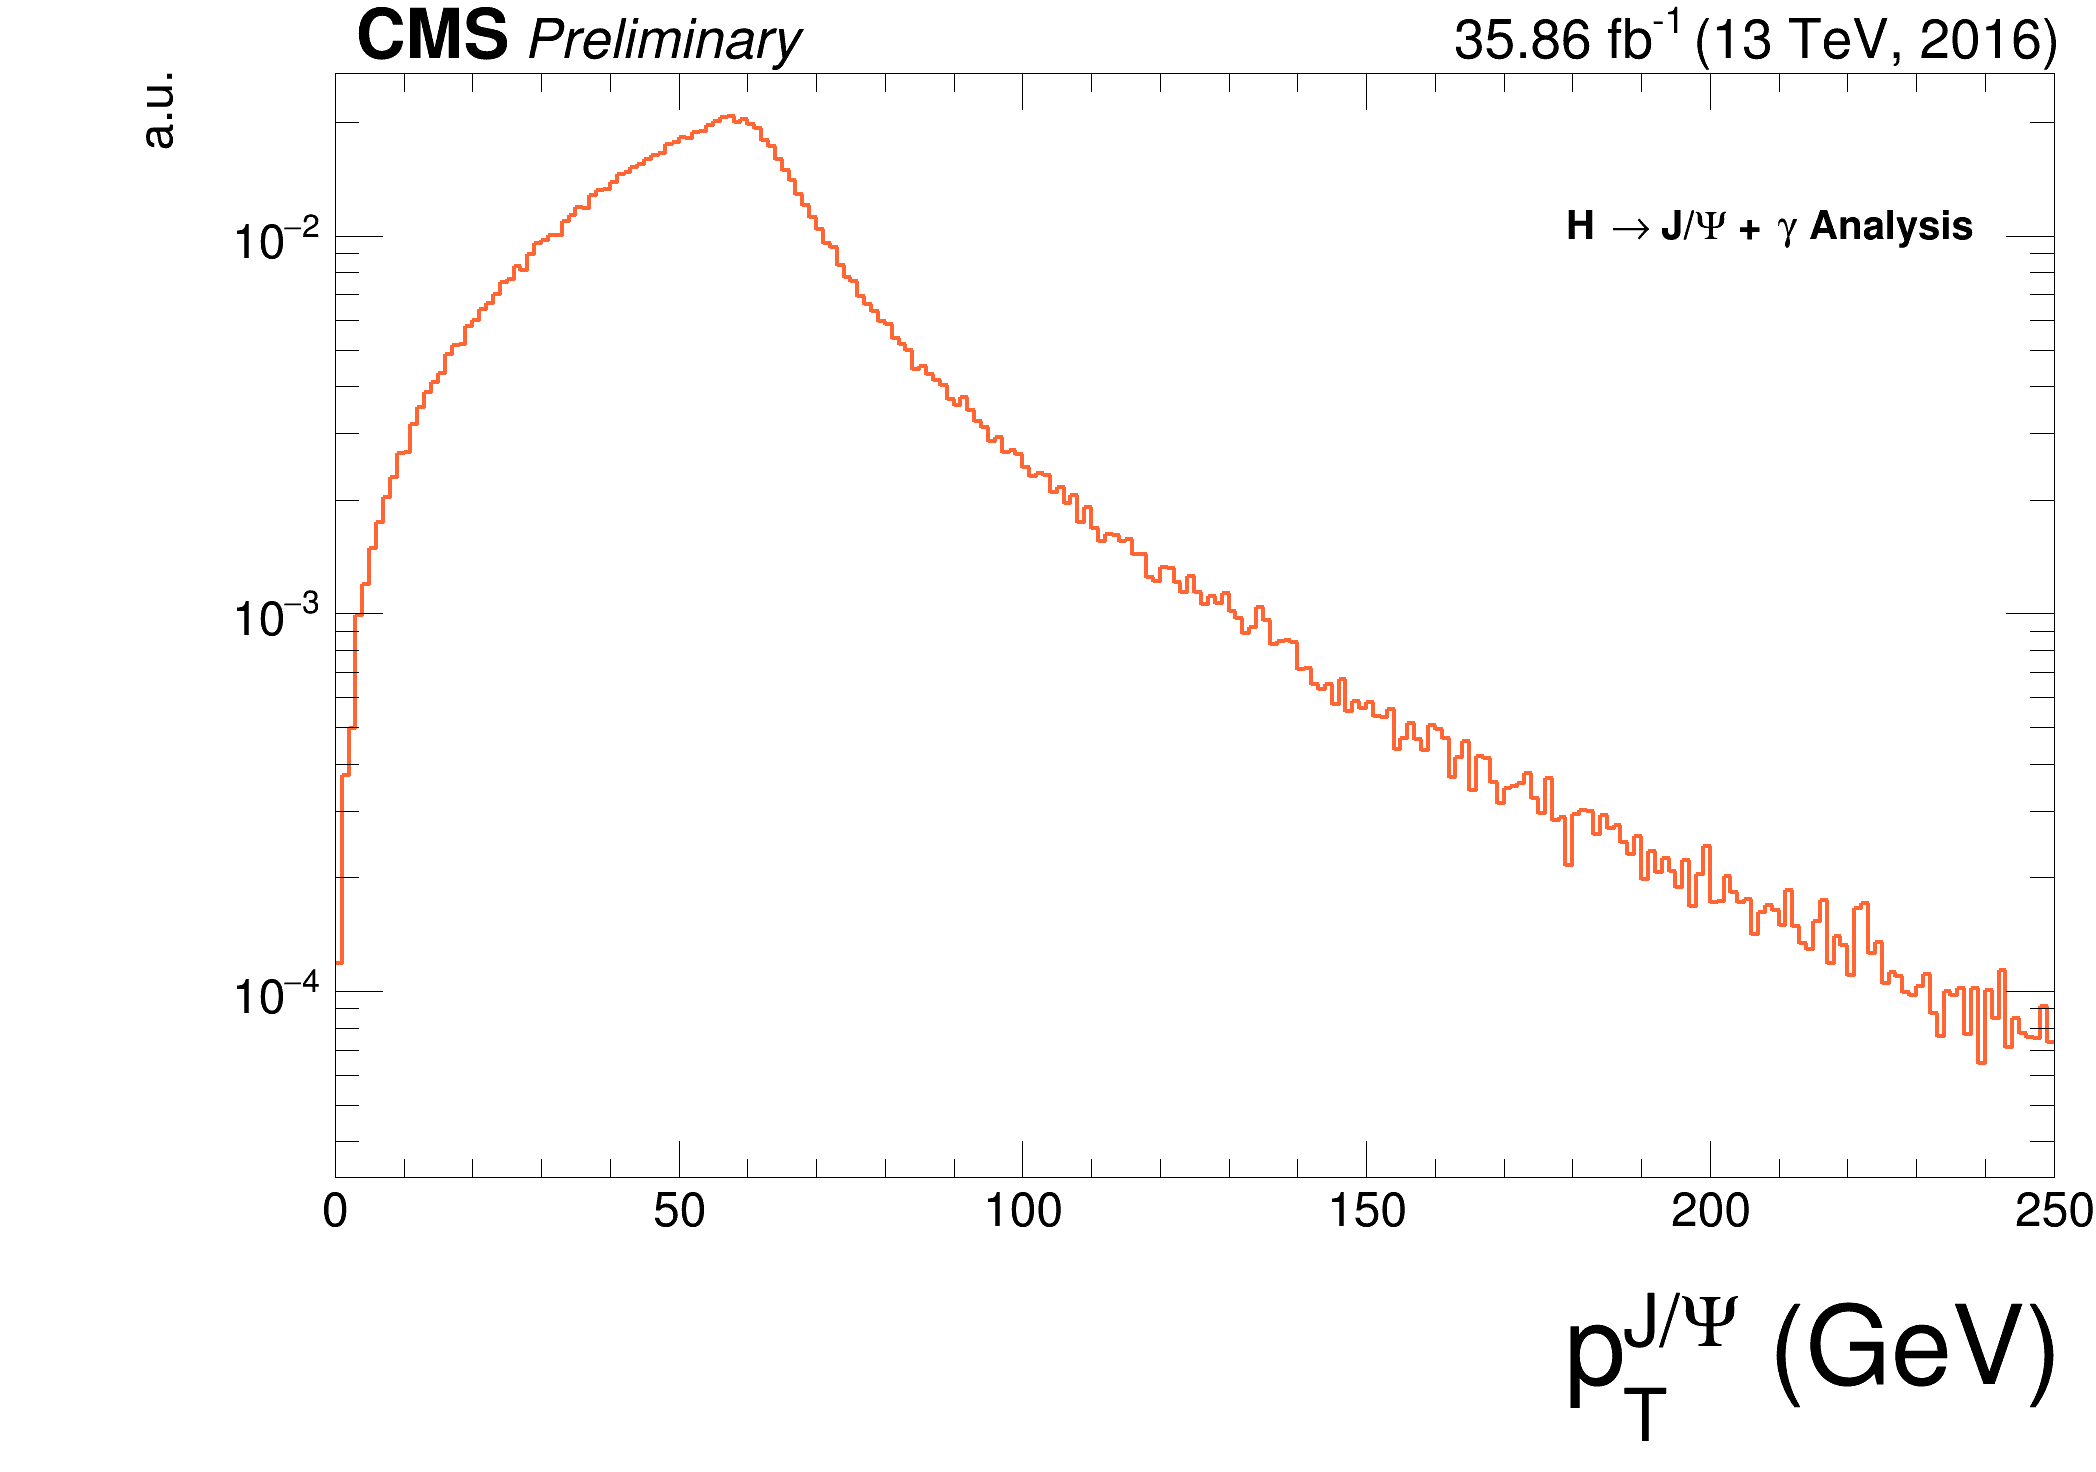 CMS Preliminary 35.86 fb⁻¹ (13 TeV, 2016)
a.u.
H → J/Ψ + γ Analysis
10⁻²
10⁻³
10⁻⁴
0 50 100 150 200 250
p_T^{J/Ψ} (GeV)